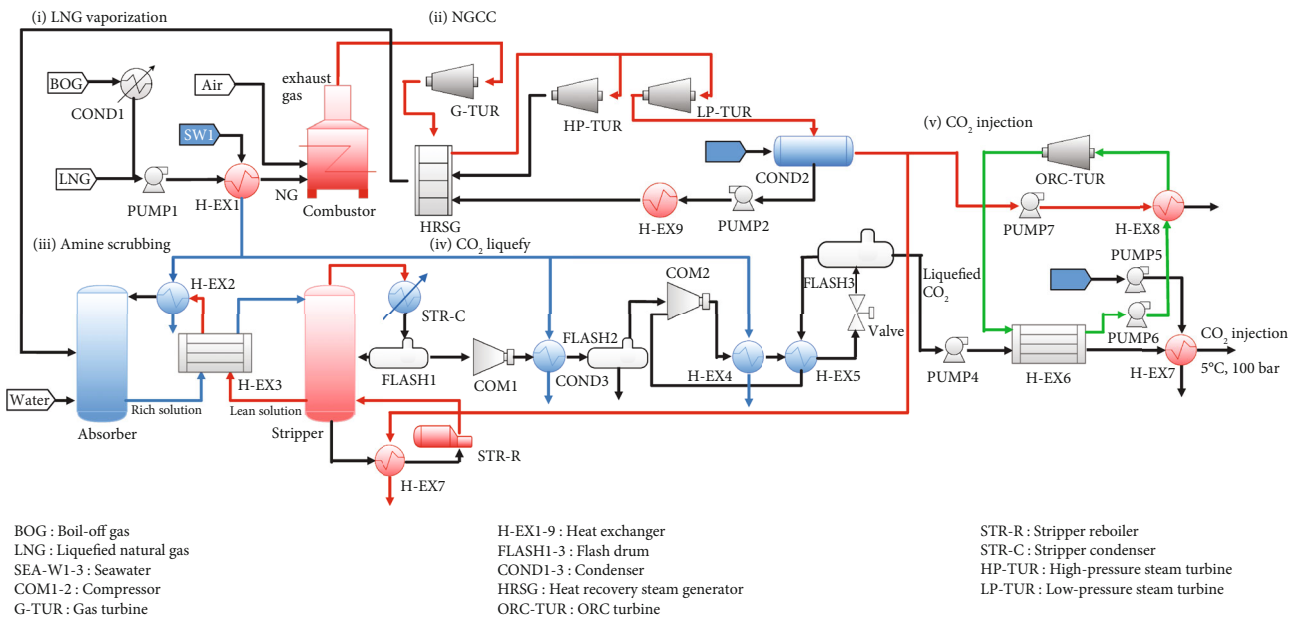 (i) LNG vaporization
(ii) NGCC
BOG
COND1
Air
exhaust
gas
G-TUR
HP-TUR
LP-TUR
SW1
LNG
PUMP1
H-EX1
NG
Combustor
HRSG
H-EX9
PUMP2
COND2
(v) CO₂ injection
ORC-TUR
PUMP7
H-EX8
PUMP5
PUMP6
CO₂ injection
5°C, 100 bar
H-EX7
H-EX6
PUMP4
Liquefied
CO₂
(iii) Amine scrubbing
H-EX2
H-EX3
Water
Rich solution
Lean solution
Absorber
Stripper
STR-C
FLASH1
H-EX7
STR-R
(iv) CO₂ liquefy
COM1
FLASH2
COND3
COM2
H-EX4
H-EX5
FLASH3
Valve
BOG : Boil-off gas
LNG : Liquefied natural gas
SEA-W1-3 : Seawater
COM1-2 : Compressor
G-TUR : Gas turbine
H-EX1-9 : Heat exchanger
FLASH1-3 : Flash drum
COND1-3 : Condenser
HRSG : Heat recovery steam generator
ORC-TUR : ORC turbine
STR-R : Stripper reboiler
STR-C : Stripper condenser
HP-TUR : High-pressure steam turbine
LP-TUR : Low-pressure steam turbine